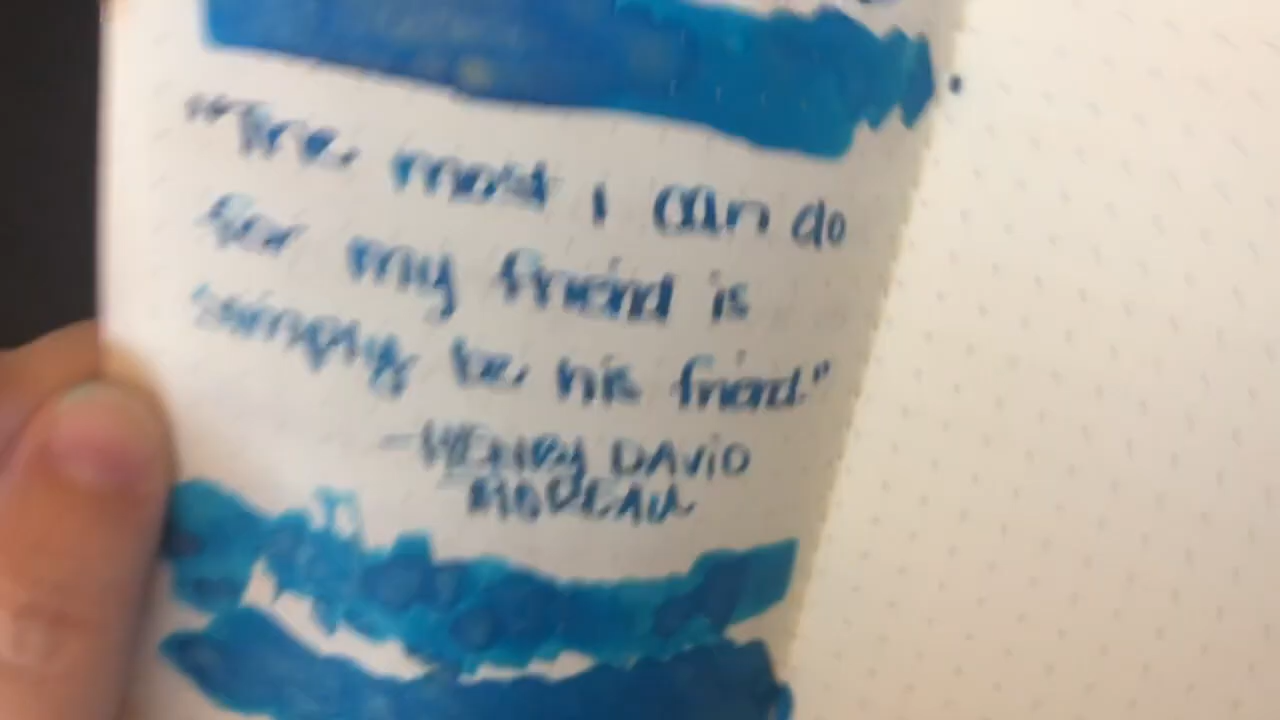 "The most i can do
for my friend is
simply be his friend."
-HENRY DAVID
THOREAU